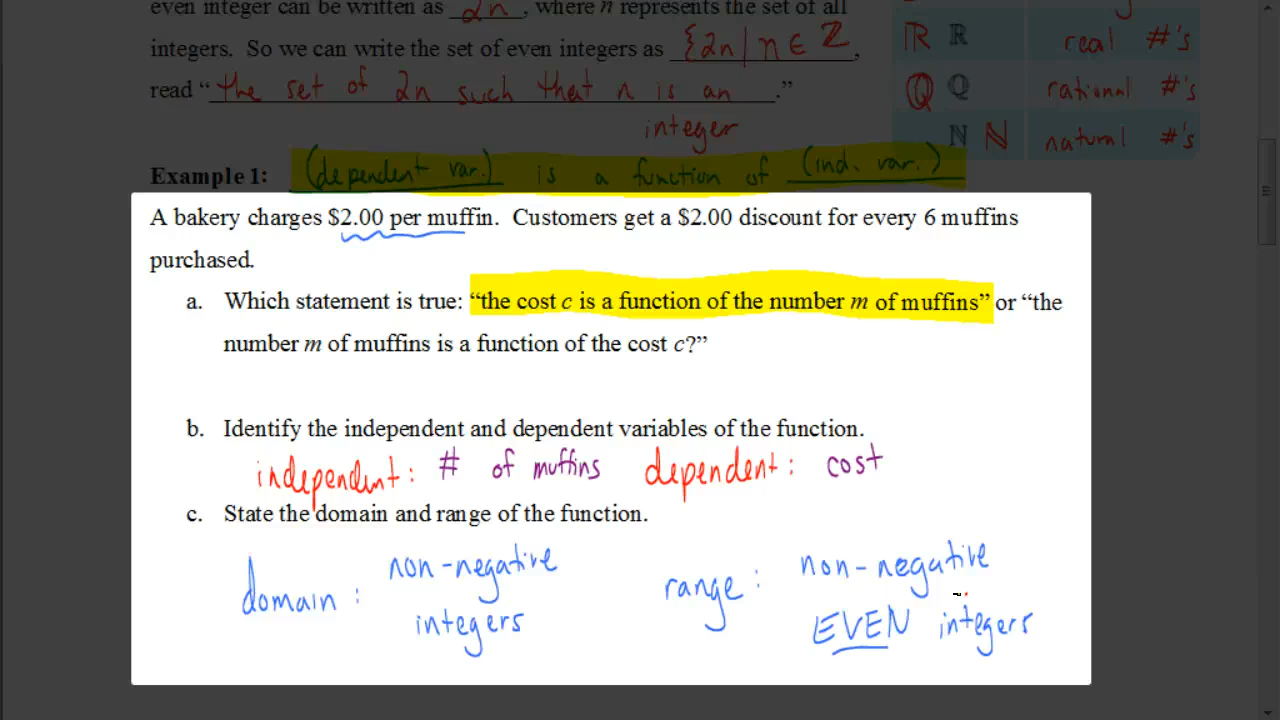 even integer can be written as 2n, where n represents the set of all
integers. So we can write the set of even integers as {2n | n ∈ ℤ,
read “the set of 2n such that n is an
integer.”
ℝ ℝ real #'s
ℚ ℚ rational #'s
ℕ ℕ natural #'s
Example 1: (dependent var.) is a function of (ind. var.)
A bakery charges $2.00 per muffin. Customers get a $2.00 discount for every 6 muffins
purchased.
a. Which statement is true: “the cost c is a function of the number m of muffins” or “the
number m of muffins is a function of the cost c?”
b. Identify the independent and dependent variables of the function.
independent: # of muffins dependent: cost
c. State the domain and range of the function.
domain: non-negative
integers
range: non-negative
EVEN integers